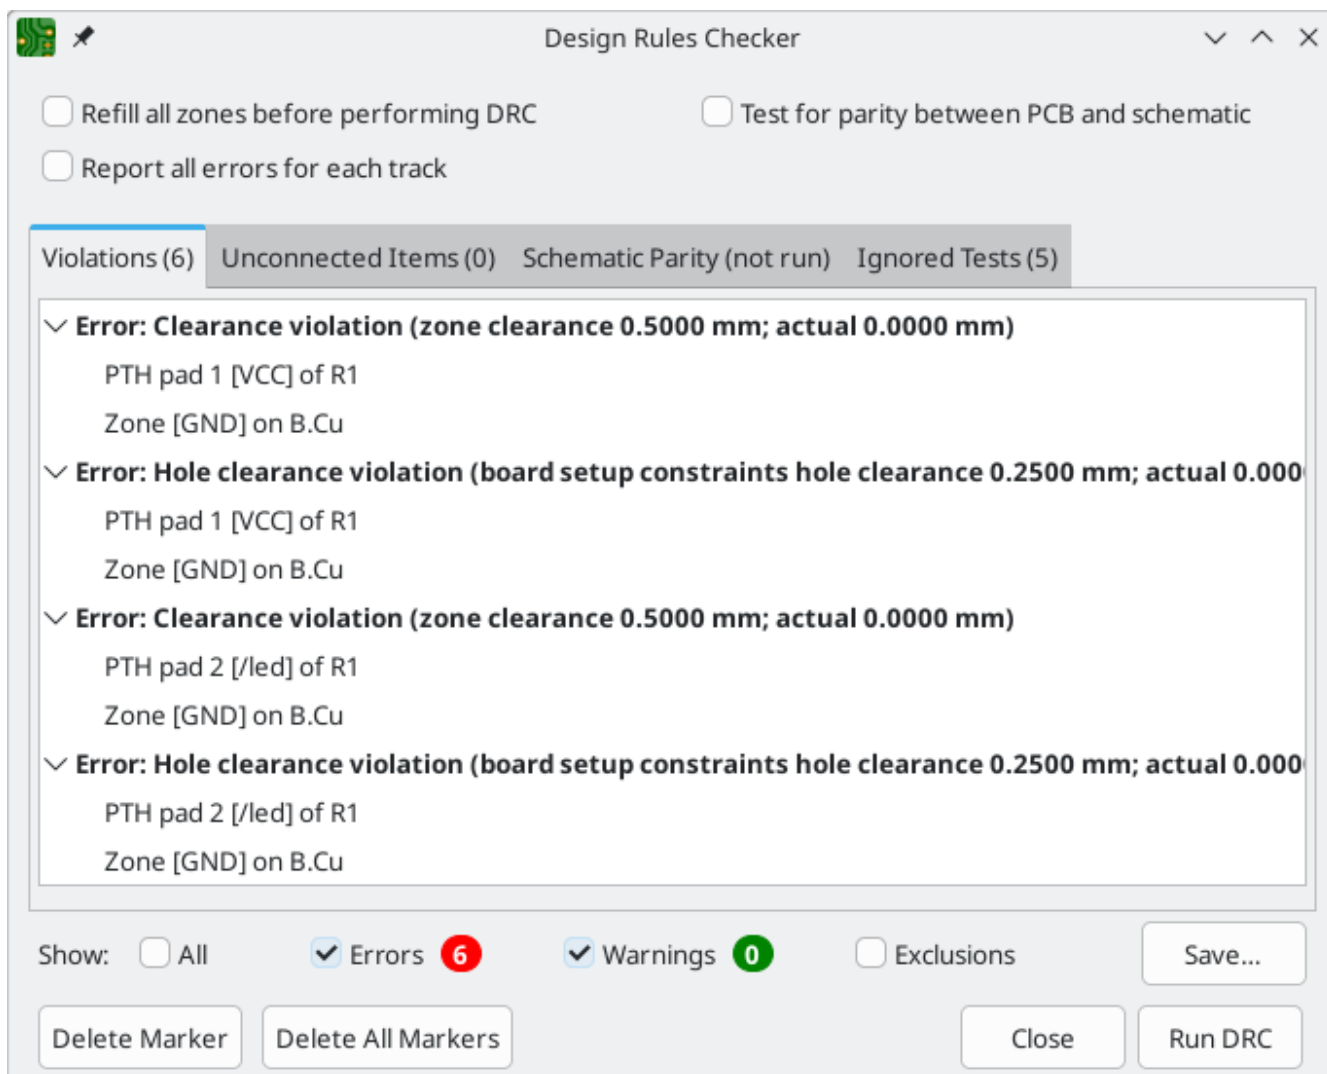 Design Rules Checker
Refill all zones before performing DRC
Test for parity between PCB and schematic
Report all errors for each track
Violations (6) Unconnected Items (0) Schematic Parity (not run) Ignored Tests (5)
Error: Clearance violation (zone clearance 0.5000 mm; actual 0.0000 mm)
PTH pad 1 [VCC] of R1
Zone [GND] on B.Cu
Error: Hole clearance violation (board setup constraints hole clearance 0.2500 mm; actual 0.000
PTH pad 1 [VCC] of R1
Zone [GND] on B.Cu
Error: Clearance violation (zone clearance 0.5000 mm; actual 0.0000 mm)
PTH pad 2 [/led] of R1
Zone [GND] on B.Cu
Error: Hole clearance violation (board setup constraints hole clearance 0.2500 mm; actual 0.000
PTH pad 2 [/led] of R1
Zone [GND] on B.Cu
Show: All Errors 6 Warnings 0 Exclusions Save...
Delete Marker Delete All Markers Close Run DRC